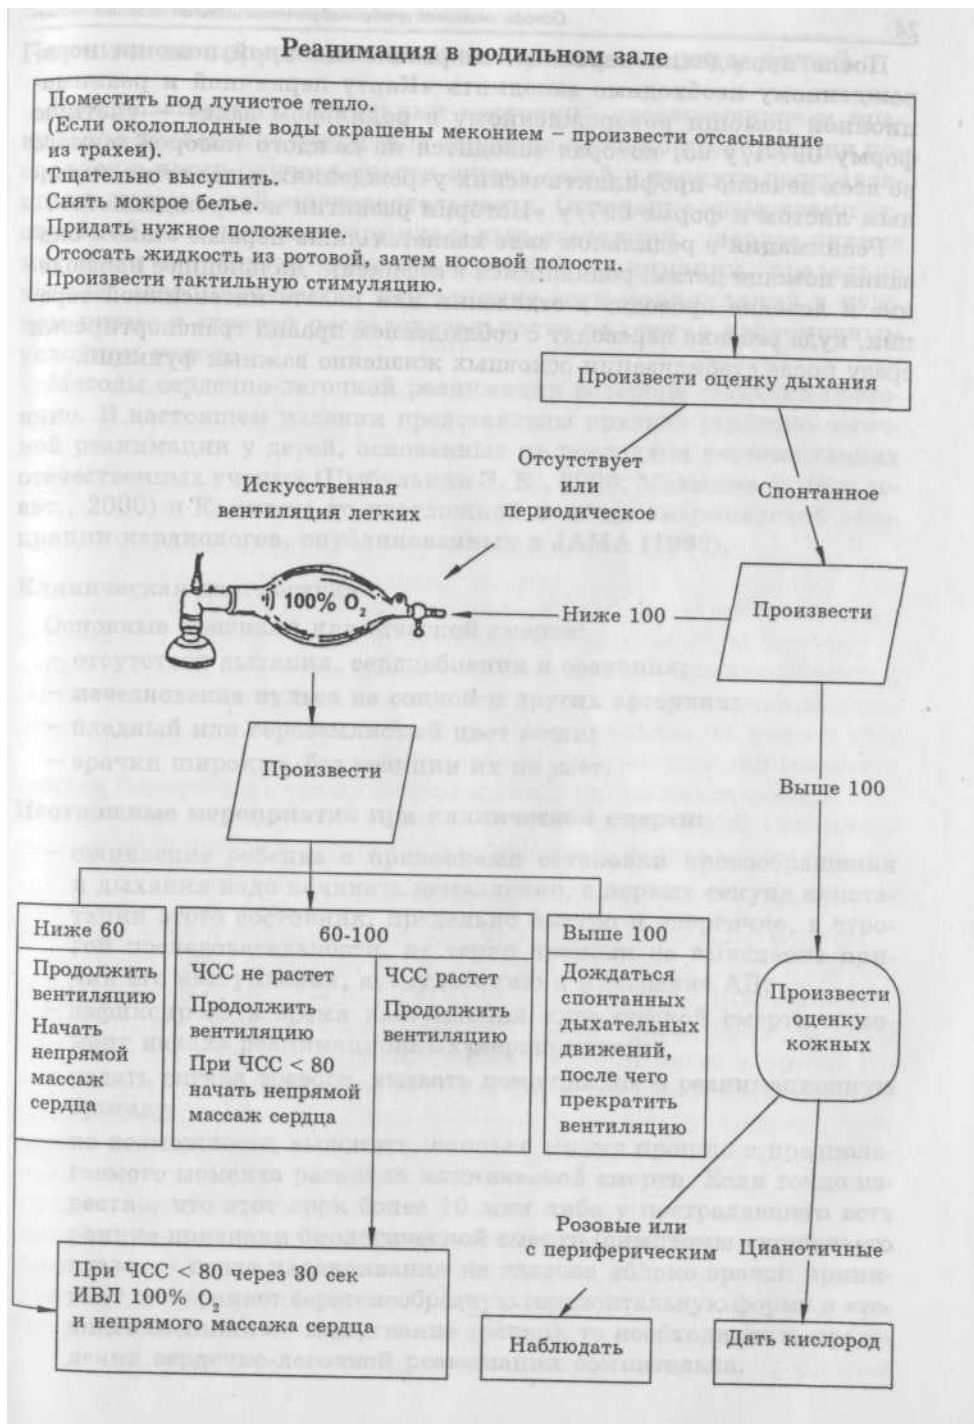 Реанимация в родильном зале
Поместить под лучистое тепло.
(Если околоплодные воды окрашены меконием – произвести отсасывание
из трахеи).
Тщательно высушить.
Снять мокрое белье.
Придать нужное положение.
Отсосать жидкость из ротовой, затем носовой полости.
Произвести тактильную стимуляцию.
Произвести оценку дыхания
Отсутствует
или
периодическое
Спонтанное
Искусственная
вентиляция легких
100% O₂
Ниже 100
Произвести
Произвести
Выше 100
Ниже 60
Продолжить
вентиляцию
Начать
непрямой
массаж
сердца
60-100
ЧСС не растет
Продолжить
вентиляцию
При ЧСС < 80
начать непрямой
массаж сердца
ЧСС растет
Продолжить
вентиляцию
Выше 100
Дождаться
спонтанных
дыхательных
движений,
после чего
прекратить
вентиляцию
Произвести
оценку
кожных
Розовые или
с периферическим
Цианотичные
При ЧСС < 80 через 30 сек
ИВЛ 100% O₂
и непрямого массажа сердца
Наблюдать
Дать кислород